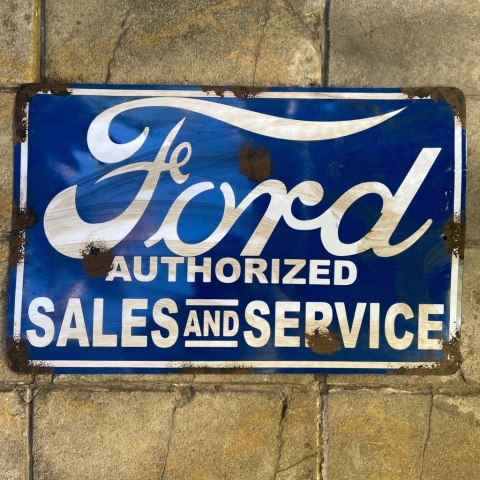 Ford
AUTHORIZED
SALES AND SERVICE